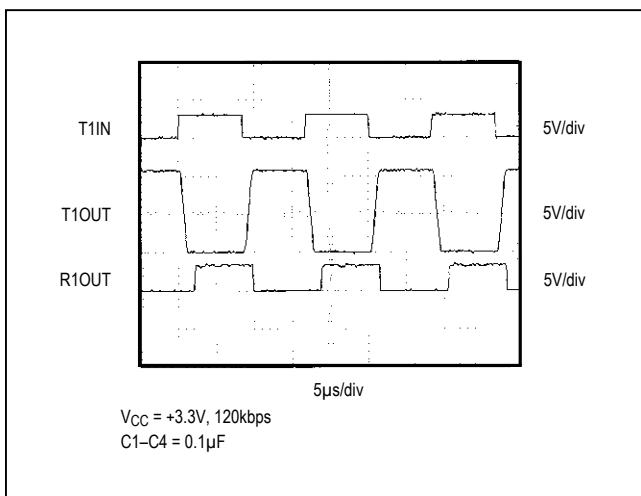 T1IN
5V/div
T1OUT
5V/div
R1OUT
5V/div
5µs/div
VCC = +3.3V, 120kbps
C1–C4 = 0.1µF